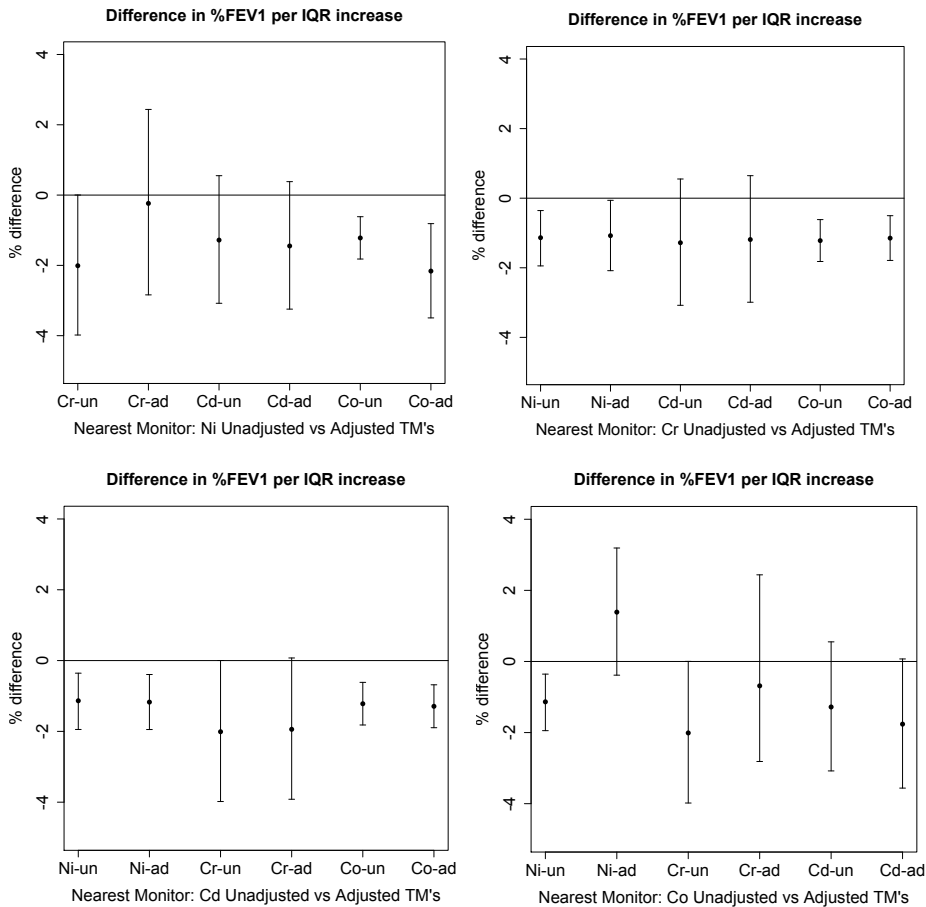 Difference in %FEV1 per IQR increase
% difference
4
2
0
-2
-4
Cr-un Cr-ad Cd-un Cd-ad Co-un Co-ad
Nearest Monitor: Ni Unadjusted vs Adjusted TM's
Difference in %FEV1 per IQR increase
% difference
4
2
0
-2
-4
Ni-un Ni-ad Cd-un Cd-ad Co-un Co-ad
Nearest Monitor: Cr Unadjusted vs Adjusted TM's
Difference in %FEV1 per IQR increase
% difference
4
2
0
-2
-4
Ni-un Ni-ad Cr-un Cr-ad Co-un Co-ad
Nearest Monitor: Cd Unadjusted vs Adjusted TM's
Difference in %FEV1 per IQR increase
% difference
4
2
0
-2
-4
Ni-un Ni-ad Cr-un Cr-ad Cd-un Cd-ad
Nearest Monitor: Co Unadjusted vs Adjusted TM's